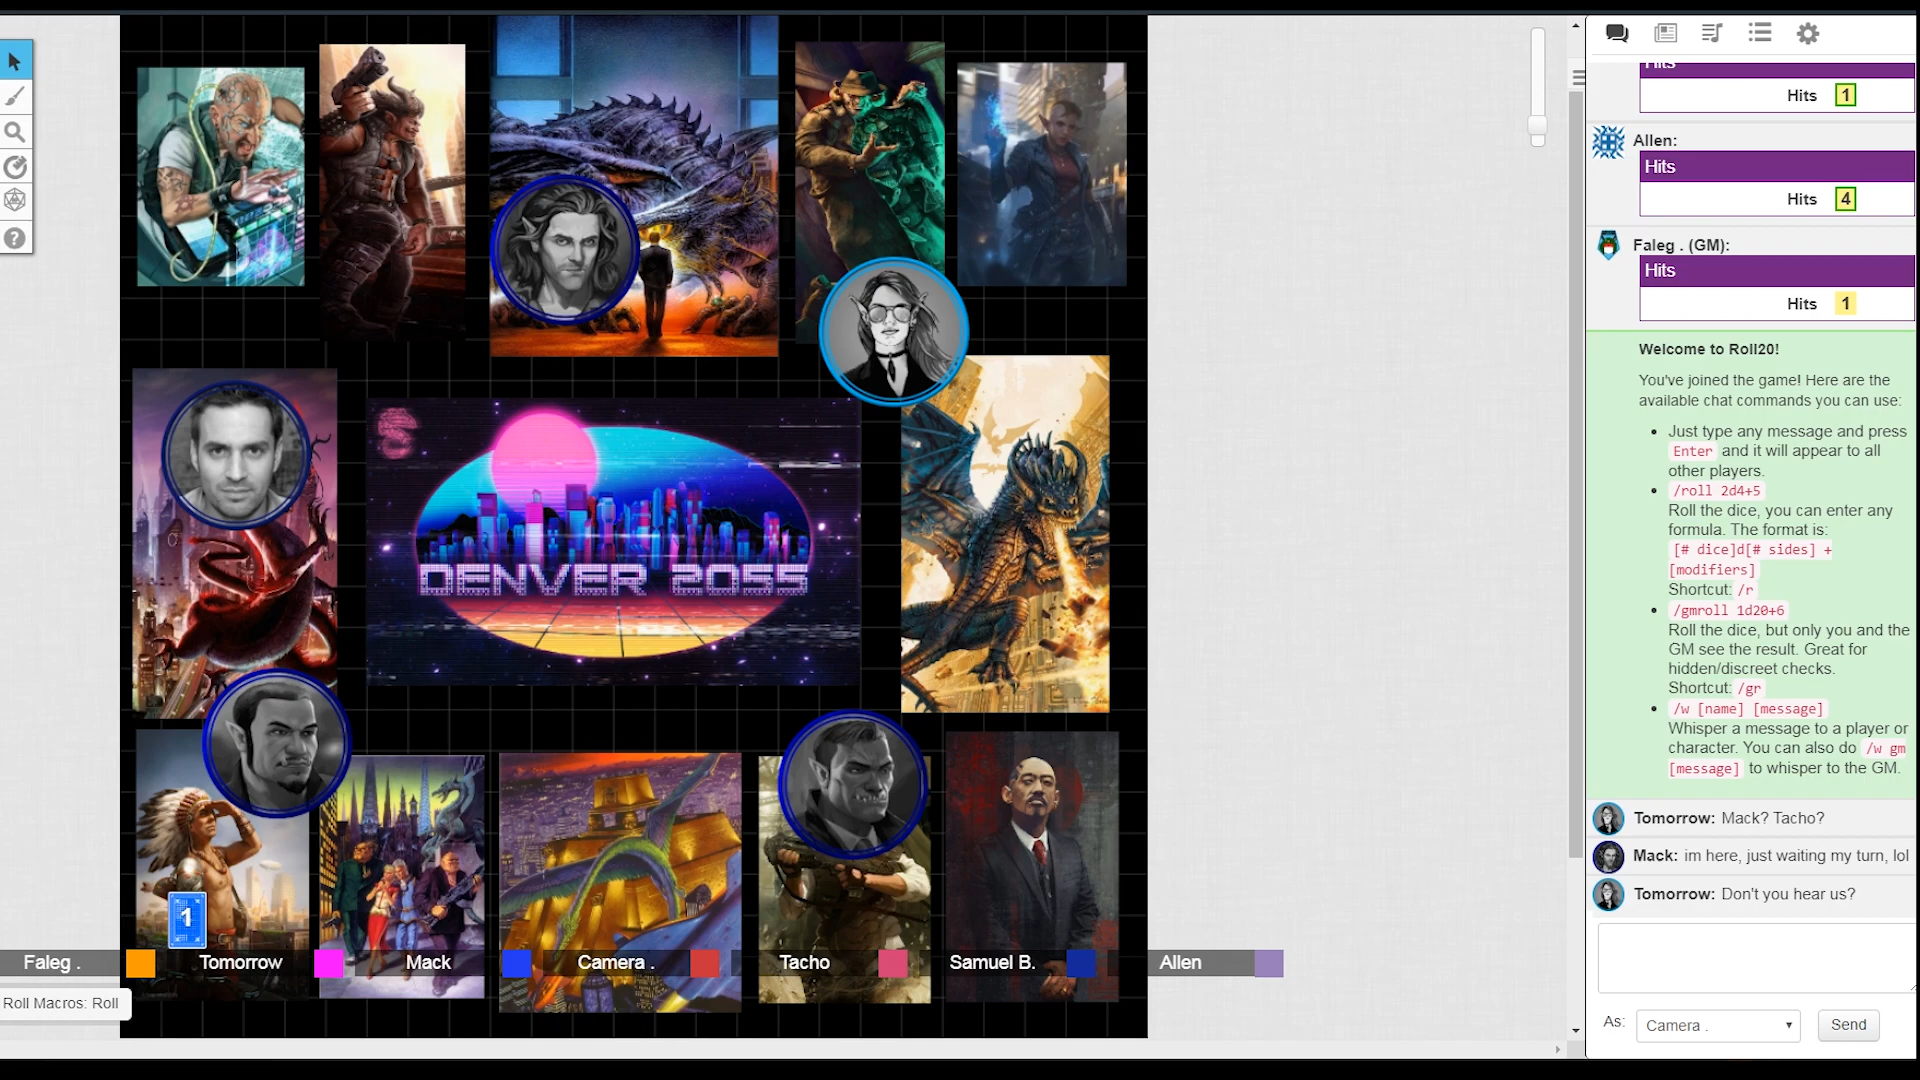 DENVER 2055
1
Faleg .
Tomorrow
Mack
Camera .
Tacho
Samuel B.
Allen
Roll Macros: Roll
Hits
Hits 1
Allen:
Hits
Hits 4
Faleg . (GM):
Hits
Hits 1
Welcome to Roll20!
You've joined the game! Here are the
available chat commands you can use:
Just type any message and press
Enter and it will appear to all
other players.
/roll 2d4+5
Roll the dice, you can enter any
formula. The format is:
[# dice]d[# sides] +
[modifiers]
Shortcut: /r
/gmroll 1d20+6
Roll the dice, but only you and the
GM see the result. Great for
hidden/discreet checks.
Shortcut: /gr
/w [name] [message]
Whisper a message to a player or
character. You can also do /w gm
[message] to whisper to the GM.
Tomorrow: Mack? Tacho?
Mack: im here, just waiting my turn, lol
Tomorrow: Don't you hear us?
As: Camera . Send